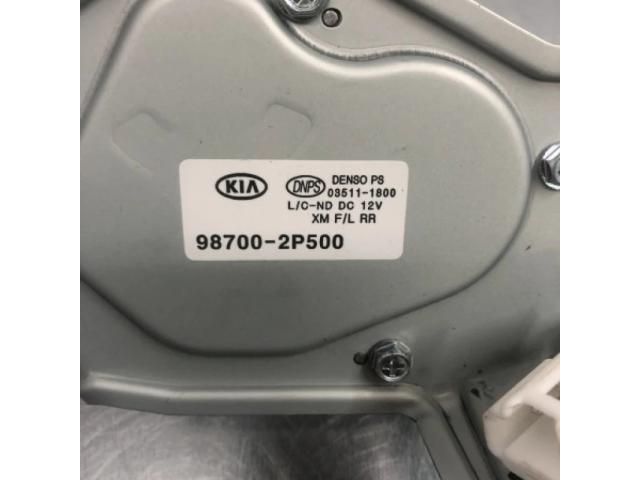 KIA DNPS DENSO PS
03511-1800
L/C-ND DC 12V
XM F/L RR
98700-2P500